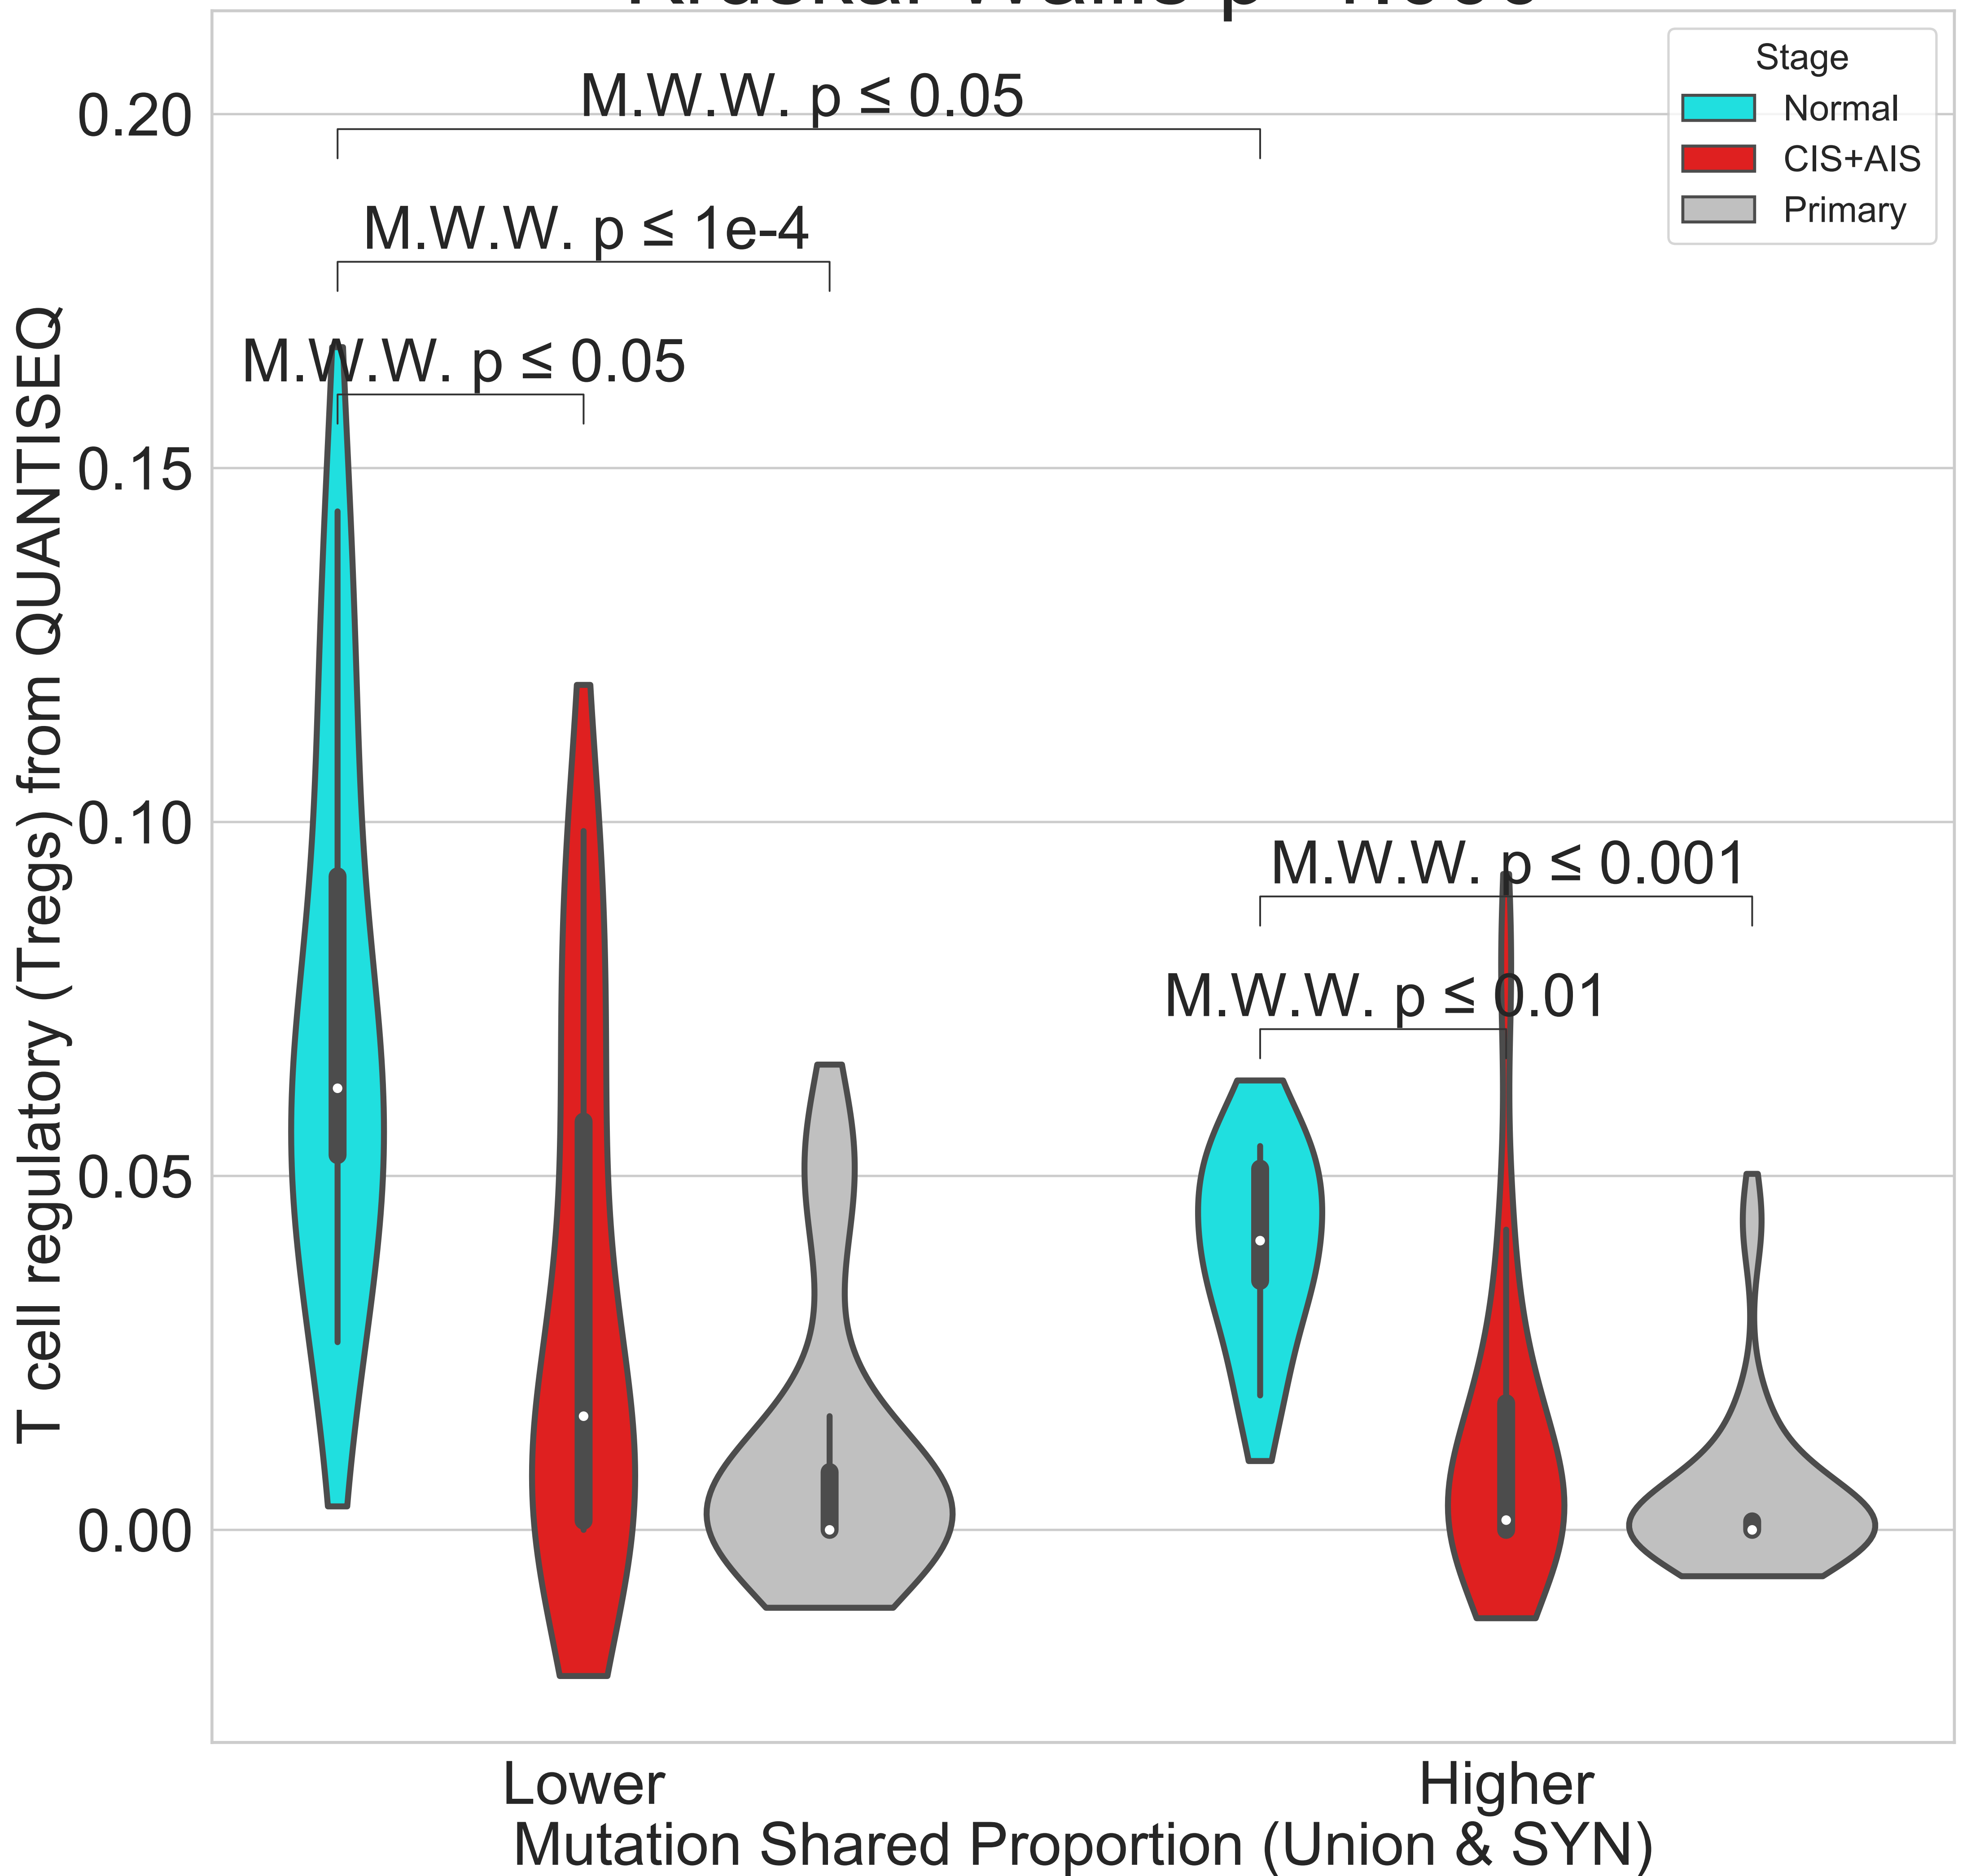 Stage
Normal
CIS+AIS
Primary
M.W.W. p ≤ 0.05
M.W.W. p ≤ 1e-4
M.W.W. p ≤ 0.05
M.W.W. p ≤ 0.001
M.W.W. p ≤ 0.01
T cell regulatory (Tregs) from QUANTISEQ
0.20
0.15
0.10
0.05
0.00
Lower
Higher
Mutation Shared Proportion (Union & SYN)